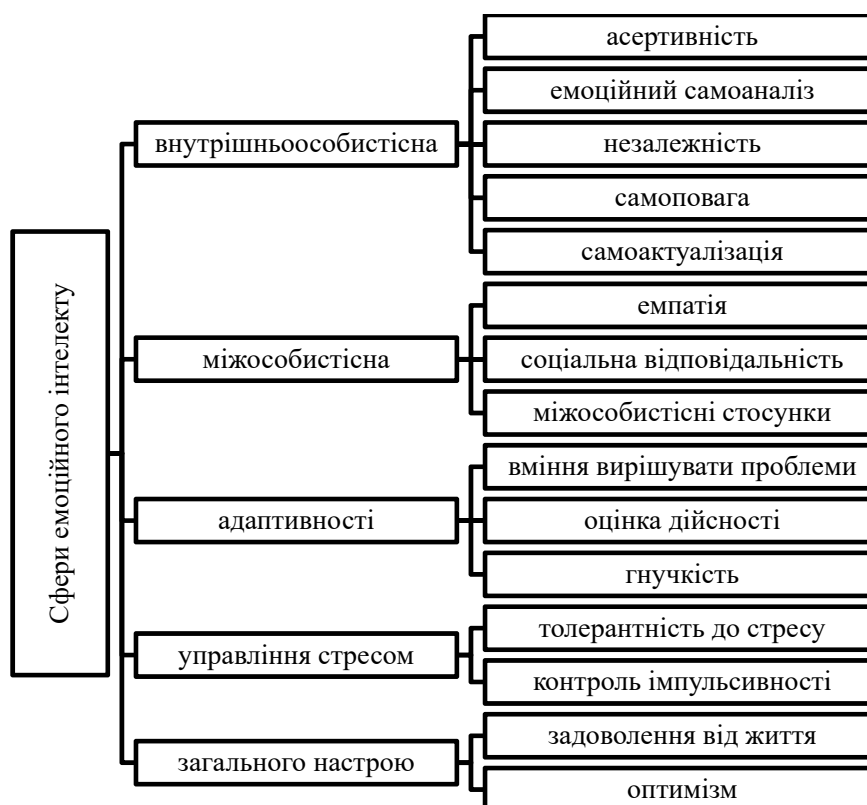 Сфери емоційного інтелекту
внутрішньоособистісна
асертивність
емоційний самоаналіз
незалежність
самоповага
самоактуалізація
міжособистісна
емпатія
соціальна відповідальність
міжособистісні стосунки
адаптивності
вміння вирішувати проблеми
оцінка дійсності
гнучкість
управління стресом
толерантність до стресу
контроль імпульсивності
загального настрою
задоволення від життя
оптимізм